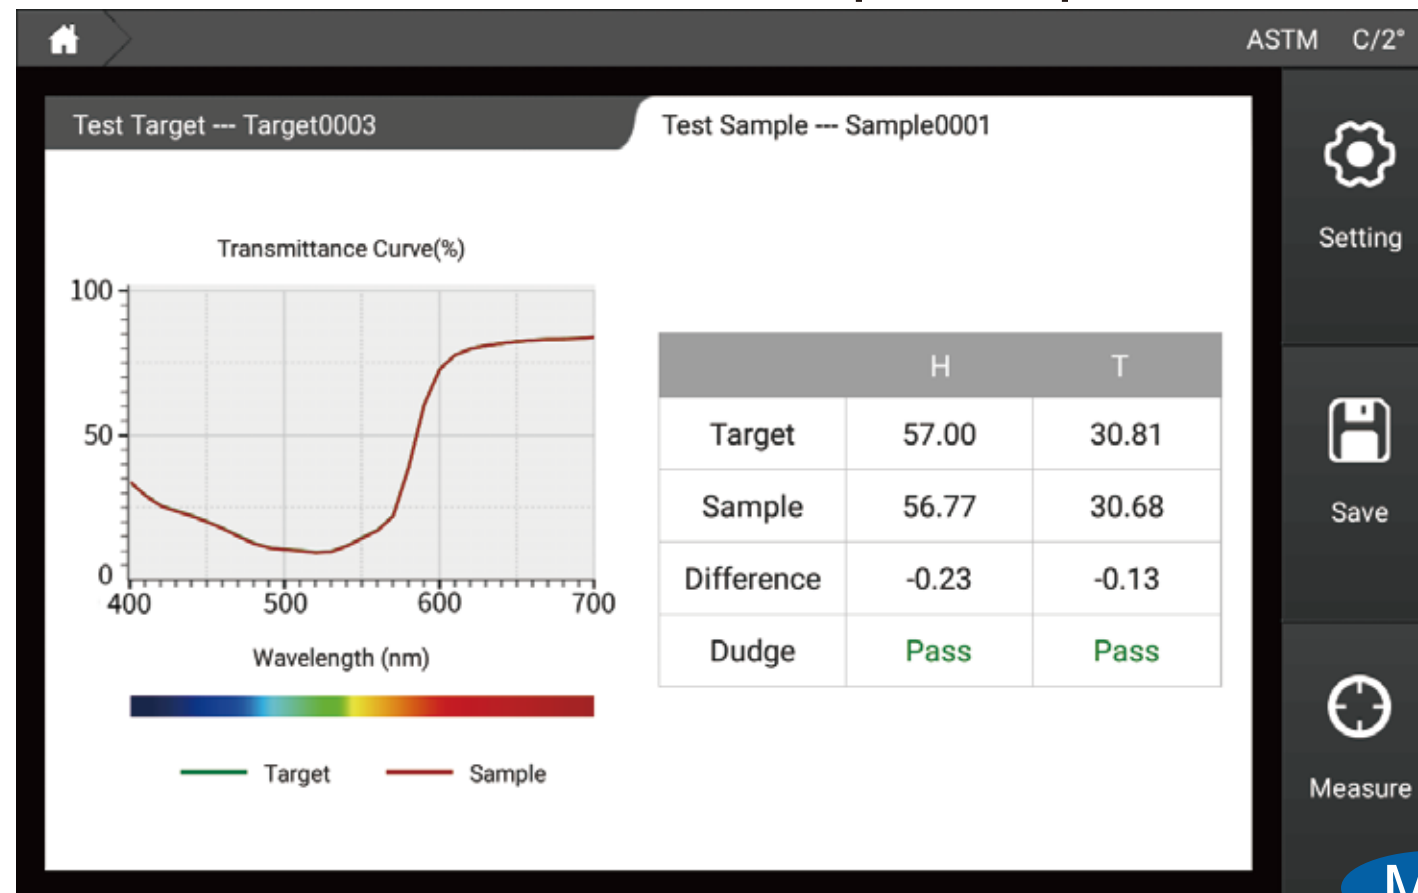 ASTM C/2°
Test Target --- Target0003
Test Sample --- Sample0001
Setting
Transmittance Curve(%)
100
50
0
400 500 600 700
Wavelength (nm)
Target Sample
H T
Target 57.00 30.81
Sample 56.77 30.68
Difference -0.23 -0.13
Dudge Pass Pass
Save
Measure